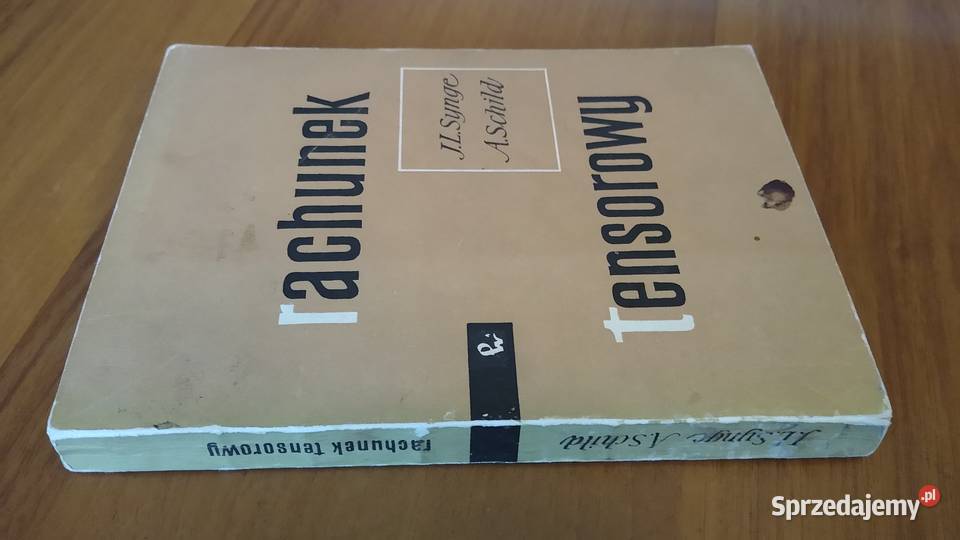 J.L.Synge
A.Schild
rachunek
tensorowy
rachunek tensorowy
J.L.Synge A.Schild
Sprzedajemy.pl